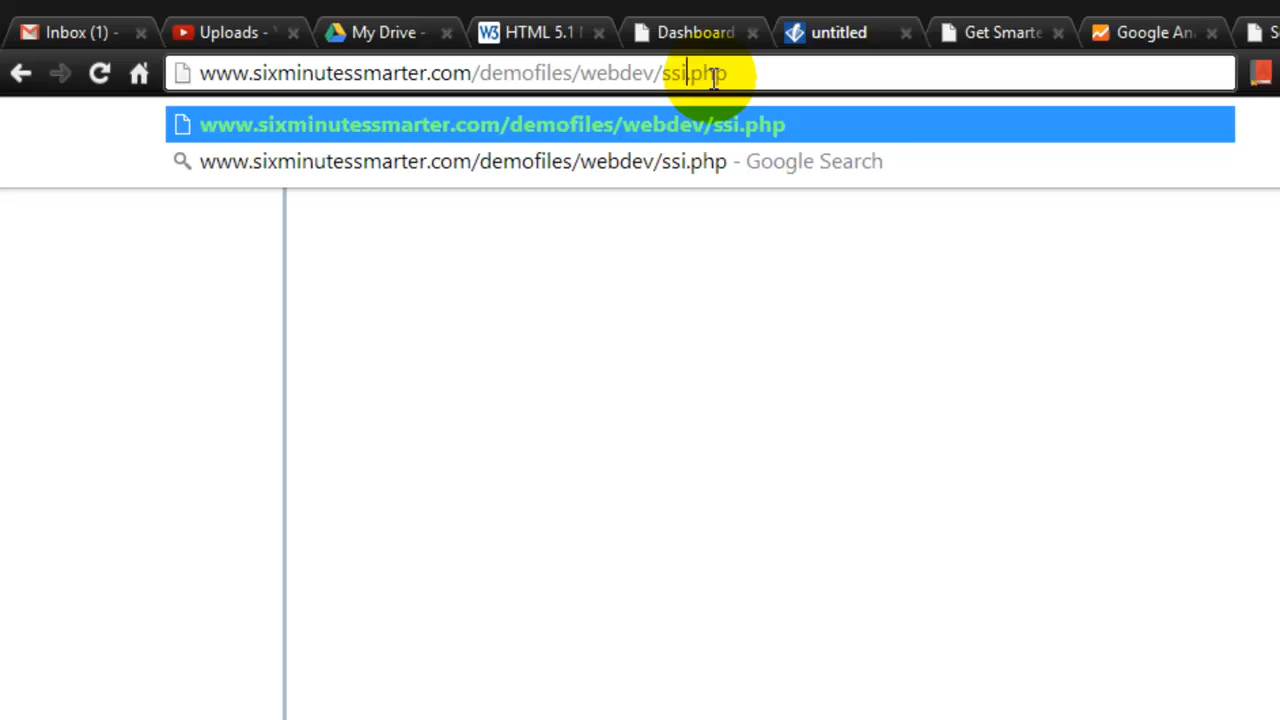 Inbox (1) -
Uploads -
My Drive -
HTML 5.1
Dashboard
untitled
Get Smarte
Google An
www.sixminutessmarter.com/demofiles/webdev/ssi.php
www.sixminutessmarter.com/demofiles/webdev/ssi.php
www.sixminutessmarter.com/demofiles/webdev/ssi.php - Google Search